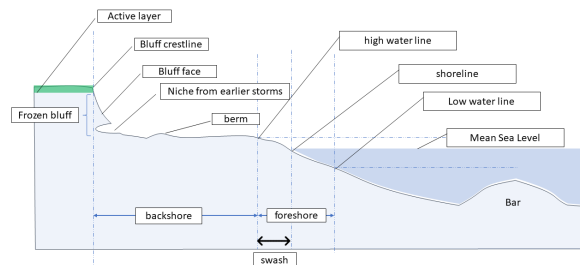 Active layer
Bluff crestline
Bluff face
Niche from earlier storms
Frozen bluff
berm
high water line
shoreline
Low water line
Mean Sea Level
backshore
foreshore
Bar
swash